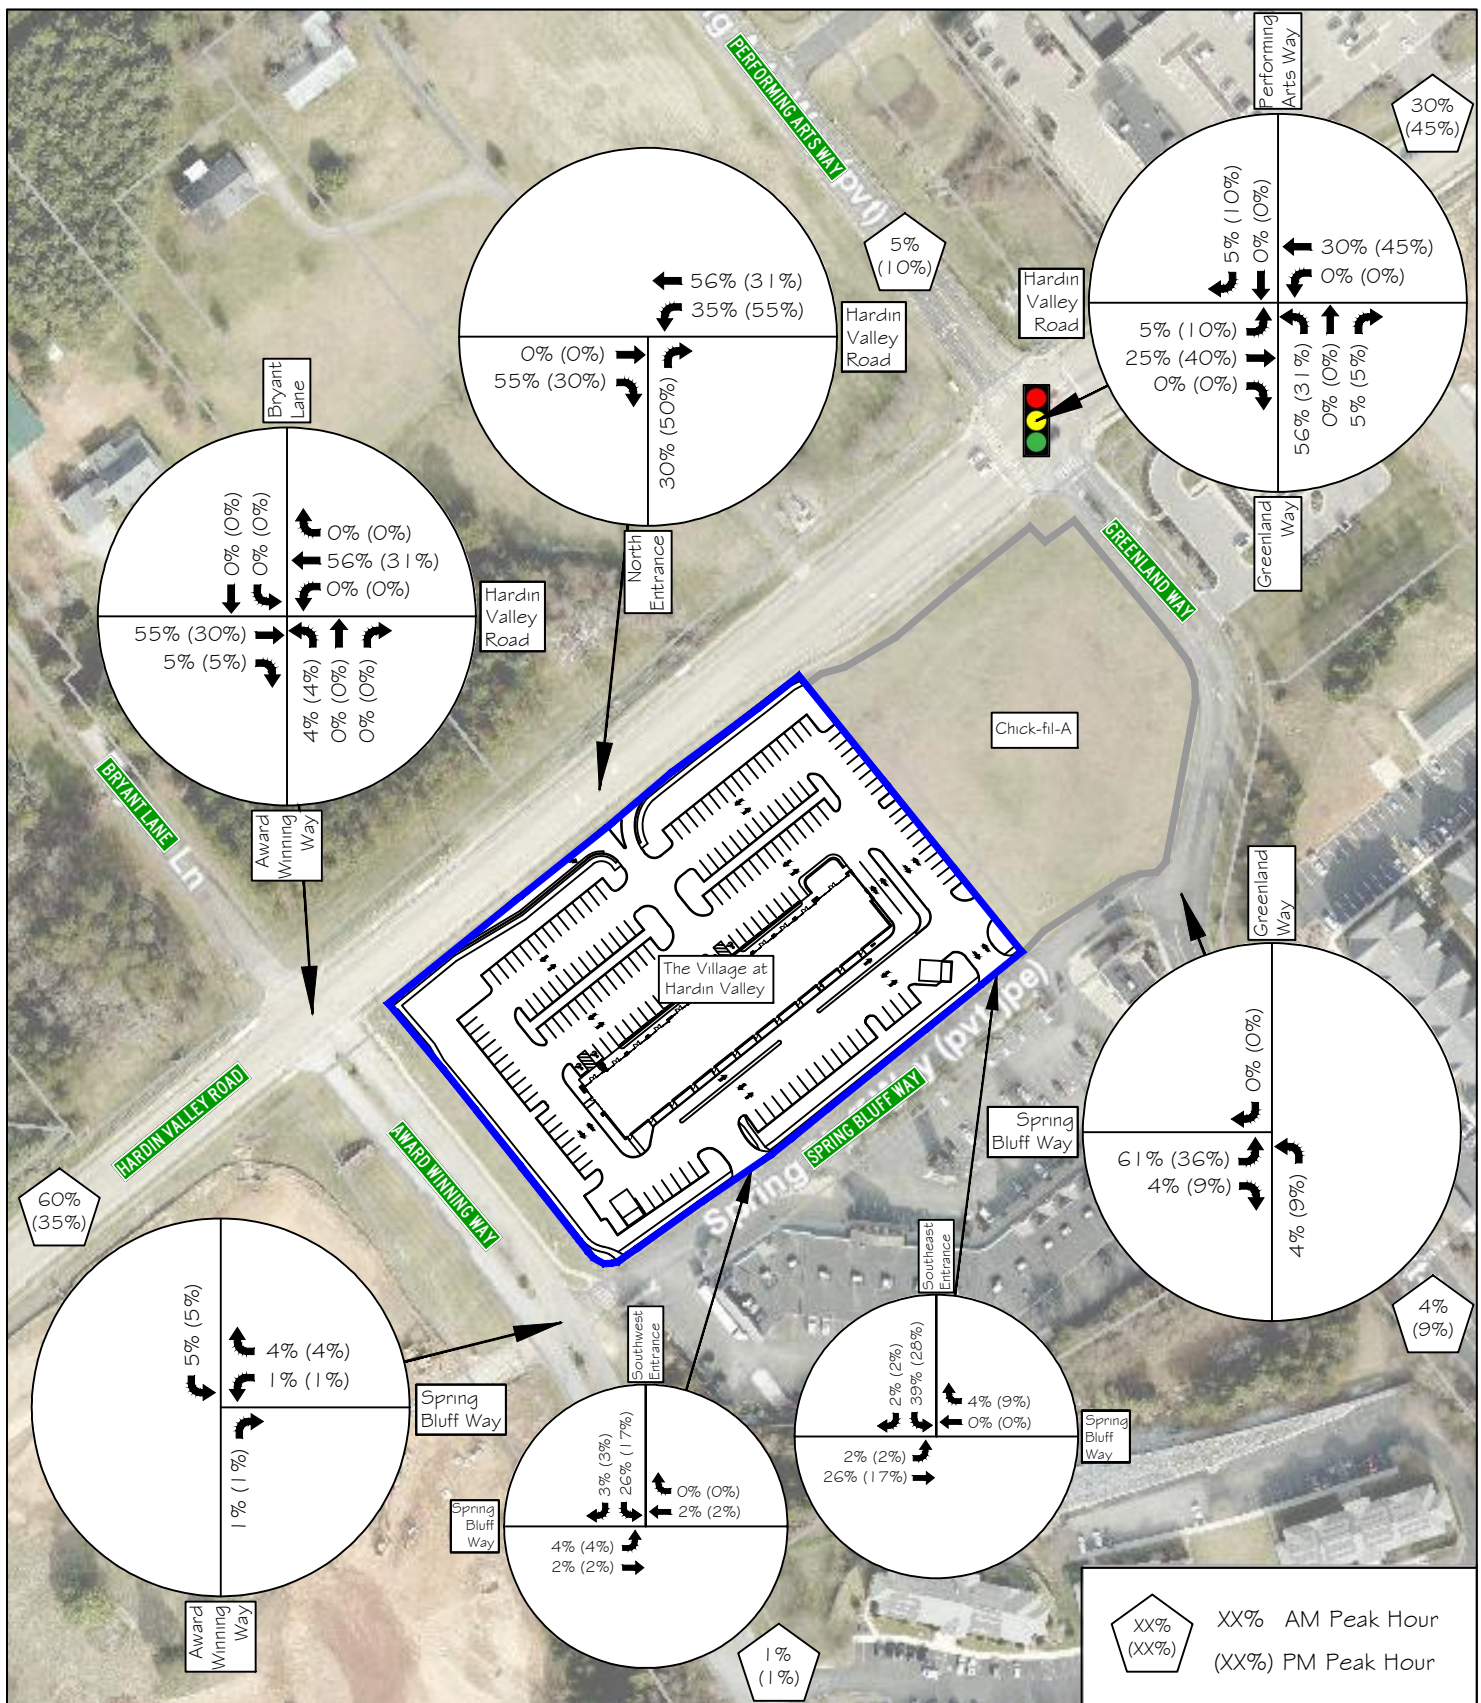 PERFORMING ARTS WAY
(pvt)
Performing
Arts Way
30%
(45%)
5% (10%)
0% (0%)
30% (45%)
0% (0%)
Hardin
Valley
Road
5% (10%)
25% (40%)
0% (0%)
56% (31%)
0% (0%)
5% (5%)
Greenland
Way
5%
(10%)
56% (31%)
35% (55%)
0% (0%)
55% (30%)
30% (50%)
Hardin
Valley
Road
North
Entrance
Bryant
Lane
0% (0%)
0% (0%)
0% (0%)
56% (31%)
0% (0%)
55% (30%)
5% (5%)
4% (4%)
0% (0%)
0% (0%)
Hardin
Valley
Road
Award
Winning
Way
GREENLAND WAY
Chick-fil-A
BRYANT LANE
Ln
The Village at
Hardin Valley
HARDIN VALLEY ROAD
AWARD WINNING WAY
SPRING BLUFF WAY
Spring
Greenland
Way
0% (0%)
61% (36%)
4% (9%)
4% (9%)
Spring
Bluff Way
60%
(35%)
4%
(9%)
5% (5%)
4% (4%)
1% (1%)
1% (1%)
Spring
Bluff Way
Award
Winning
Way
Southwest
Entrance
3% (3%)
26% (17%)
0% (0%)
2% (2%)
4% (4%)
2% (2%)
Spring
Bluff
Way
Southeast
Entrance
2% (2%)
39% (28%)
4% (9%)
0% (0%)
2% (2%)
26% (17%)
Spring
Bluff
Way
1%
(1%)
XX%
(XX%)
XX% AM Peak Hour
(XX%) PM Peak Hour